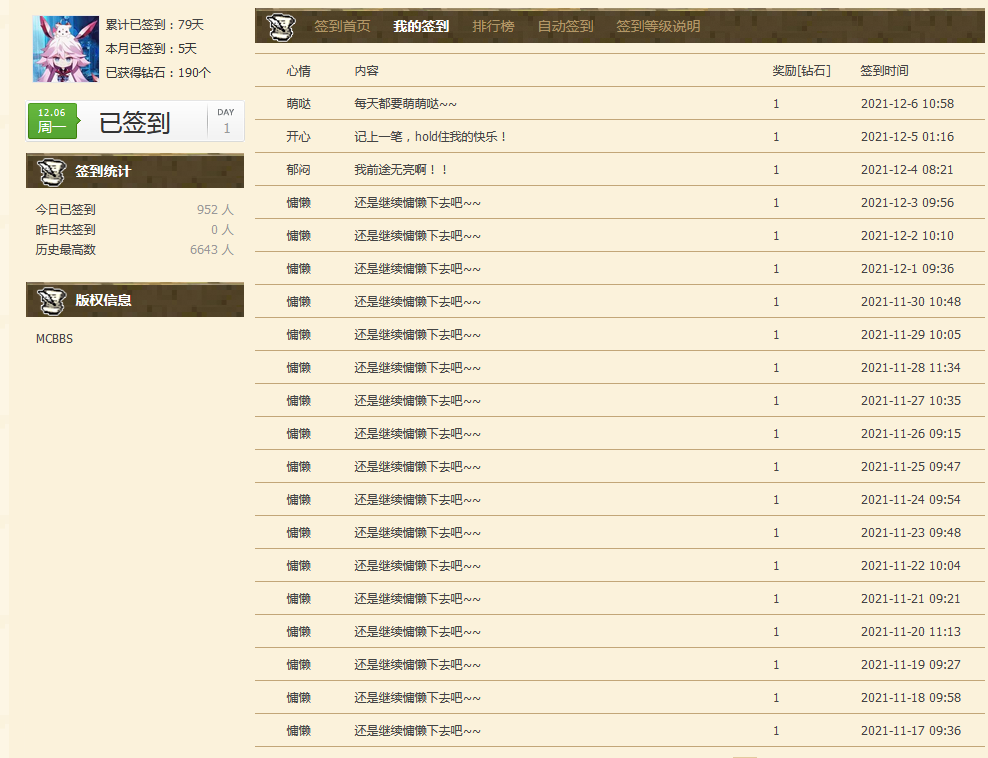 累计已签到：79天
本月已签到：5天
已获得钻石：190个
12.06
周一
已签到
DAY
1
签到统计
今日已签到 952 人
昨日共签到 0 人
历史最高数 6643 人
版权信息
MCBBS
签到首页 我的签到 排行榜 自动签到 签到等级说明
心情 内容 奖励[钻石] 签到时间
萌哒 每天都要萌萌哒~~ 1 2021-12-6 10:58
开心 记上一笔，hold住我的快乐！ 1 2021-12-5 01:16
郁闷 我前途无亮啊！！ 1 2021-12-4 08:21
慵懒 还是继续慵懒下去吧~~ 1 2021-12-3 09:56
慵懒 还是继续慵懒下去吧~~ 1 2021-12-2 10:10
慵懒 还是继续慵懒下去吧~~ 1 2021-12-1 09:36
慵懒 还是继续慵懒下去吧~~ 1 2021-11-30 10:48
慵懒 还是继续慵懒下去吧~~ 1 2021-11-29 10:05
慵懒 还是继续慵懒下去吧~~ 1 2021-11-28 11:34
慵懒 还是继续慵懒下去吧~~ 1 2021-11-27 10:35
慵懒 还是继续慵懒下去吧~~ 1 2021-11-26 09:15
慵懒 还是继续慵懒下去吧~~ 1 2021-11-25 09:47
慵懒 还是继续慵懒下去吧~~ 1 2021-11-24 09:54
慵懒 还是继续慵懒下去吧~~ 1 2021-11-23 09:48
慵懒 还是继续慵懒下去吧~~ 1 2021-11-22 10:04
慵懒 还是继续慵懒下去吧~~ 1 2021-11-21 09:21
慵懒 还是继续慵懒下去吧~~ 1 2021-11-20 11:13
慵懒 还是继续慵懒下去吧~~ 1 2021-11-19 09:27
慵懒 还是继续慵懒下去吧~~ 1 2021-11-18 09:58
慵懒 还是继续慵懒下去吧~~ 1 2021-11-17 09:36